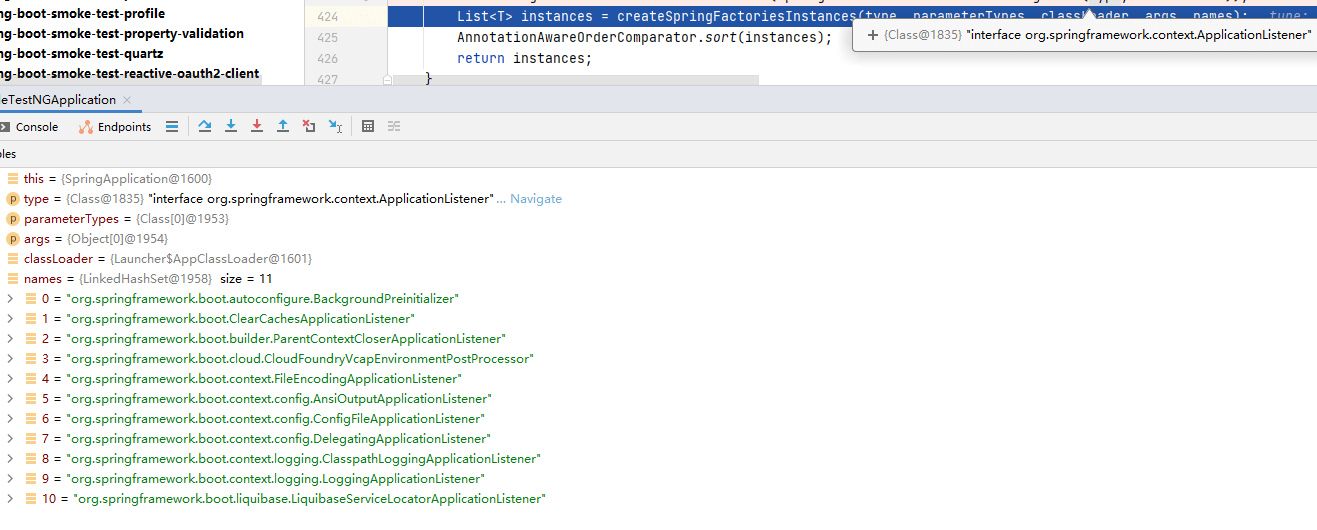 ng-boot-smoke-test-profile
ng-boot-smoke-test-property-validation
ng-boot-smoke-test-quartz
ng-boot-smoke-test-reactive-oauth2-client
424 List<T> instances = createSpringFactoriesInstances(type, parameterTypes, classLoader, args, names); type:
425 AnnotationAwareOrderComparator.sort(instances);
426 return instances;
427 }
+ {Class@1835} "interface org.springframework.context.ApplicationListener"
leTestNGApplication ×
Console Endpoints
bles
this = {SpringApplication@1600}
p type = {Class@1835} "interface org.springframework.context.ApplicationListener" ... Navigate
p parameterTypes = {Class[0]@1953}
p args = {Object[0]@1954}
classLoader = {Launcher$AppClassLoader@1601}
names = {LinkedHashSet@1958} size = 11
0 = "org.springframework.boot.autoconfigure.BackgroundPreinitializer"
1 = "org.springframework.boot.ClearCachesApplicationListener"
2 = "org.springframework.boot.builder.ParentContextCloserApplicationListener"
3 = "org.springframework.boot.cloud.CloudFoundryVcapEnvironmentPostProcessor"
4 = "org.springframework.boot.context.FileEncodingApplicationListener"
5 = "org.springframework.boot.context.config.AnsiOutputApplicationListener"
6 = "org.springframework.boot.context.config.ConfigFileApplicationListener"
7 = "org.springframework.boot.context.config.DelegatingApplicationListener"
8 = "org.springframework.boot.context.logging.ClasspathLoggingApplicationListener"
9 = "org.springframework.boot.context.logging.LoggingApplicationListener"
10 = "org.springframework.boot.liquibase.LiquibaseServiceLocatorApplicationListener"